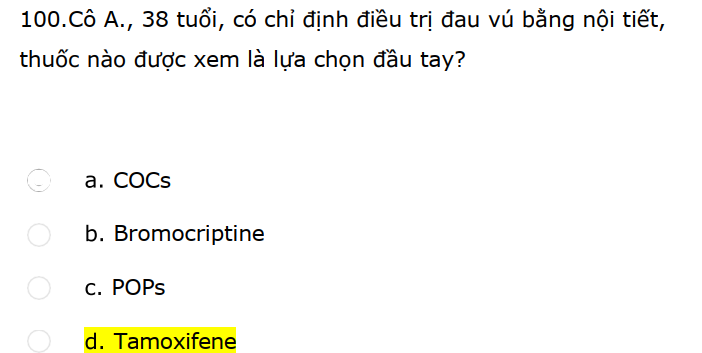 100.Cô A., 38 tuổi, có chỉ định điều trị đau vú bằng nội tiết,
thuốc nào được xem là lựa chọn đầu tay?
a. COCs
b. Bromocriptine
c. POPs
d. Tamoxifene